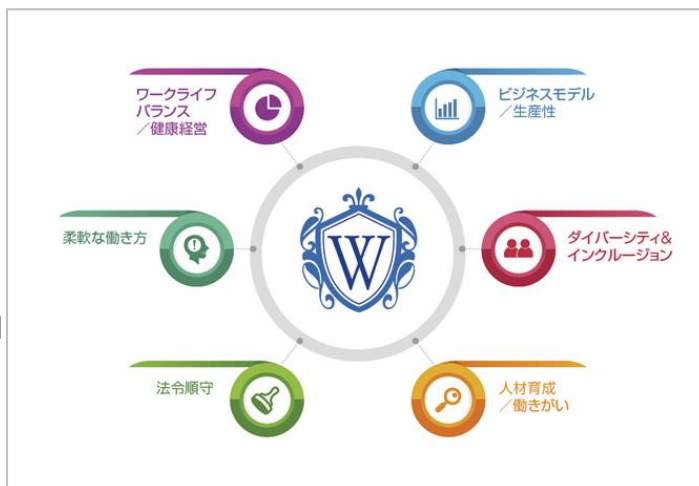 ワークライフ
バランス
／健康経営
ビジネスモデル
／生産性
柔軟な働き方
W
ダイバーシティ&
インクルージョン
法令順守
人材育成
／働きがい